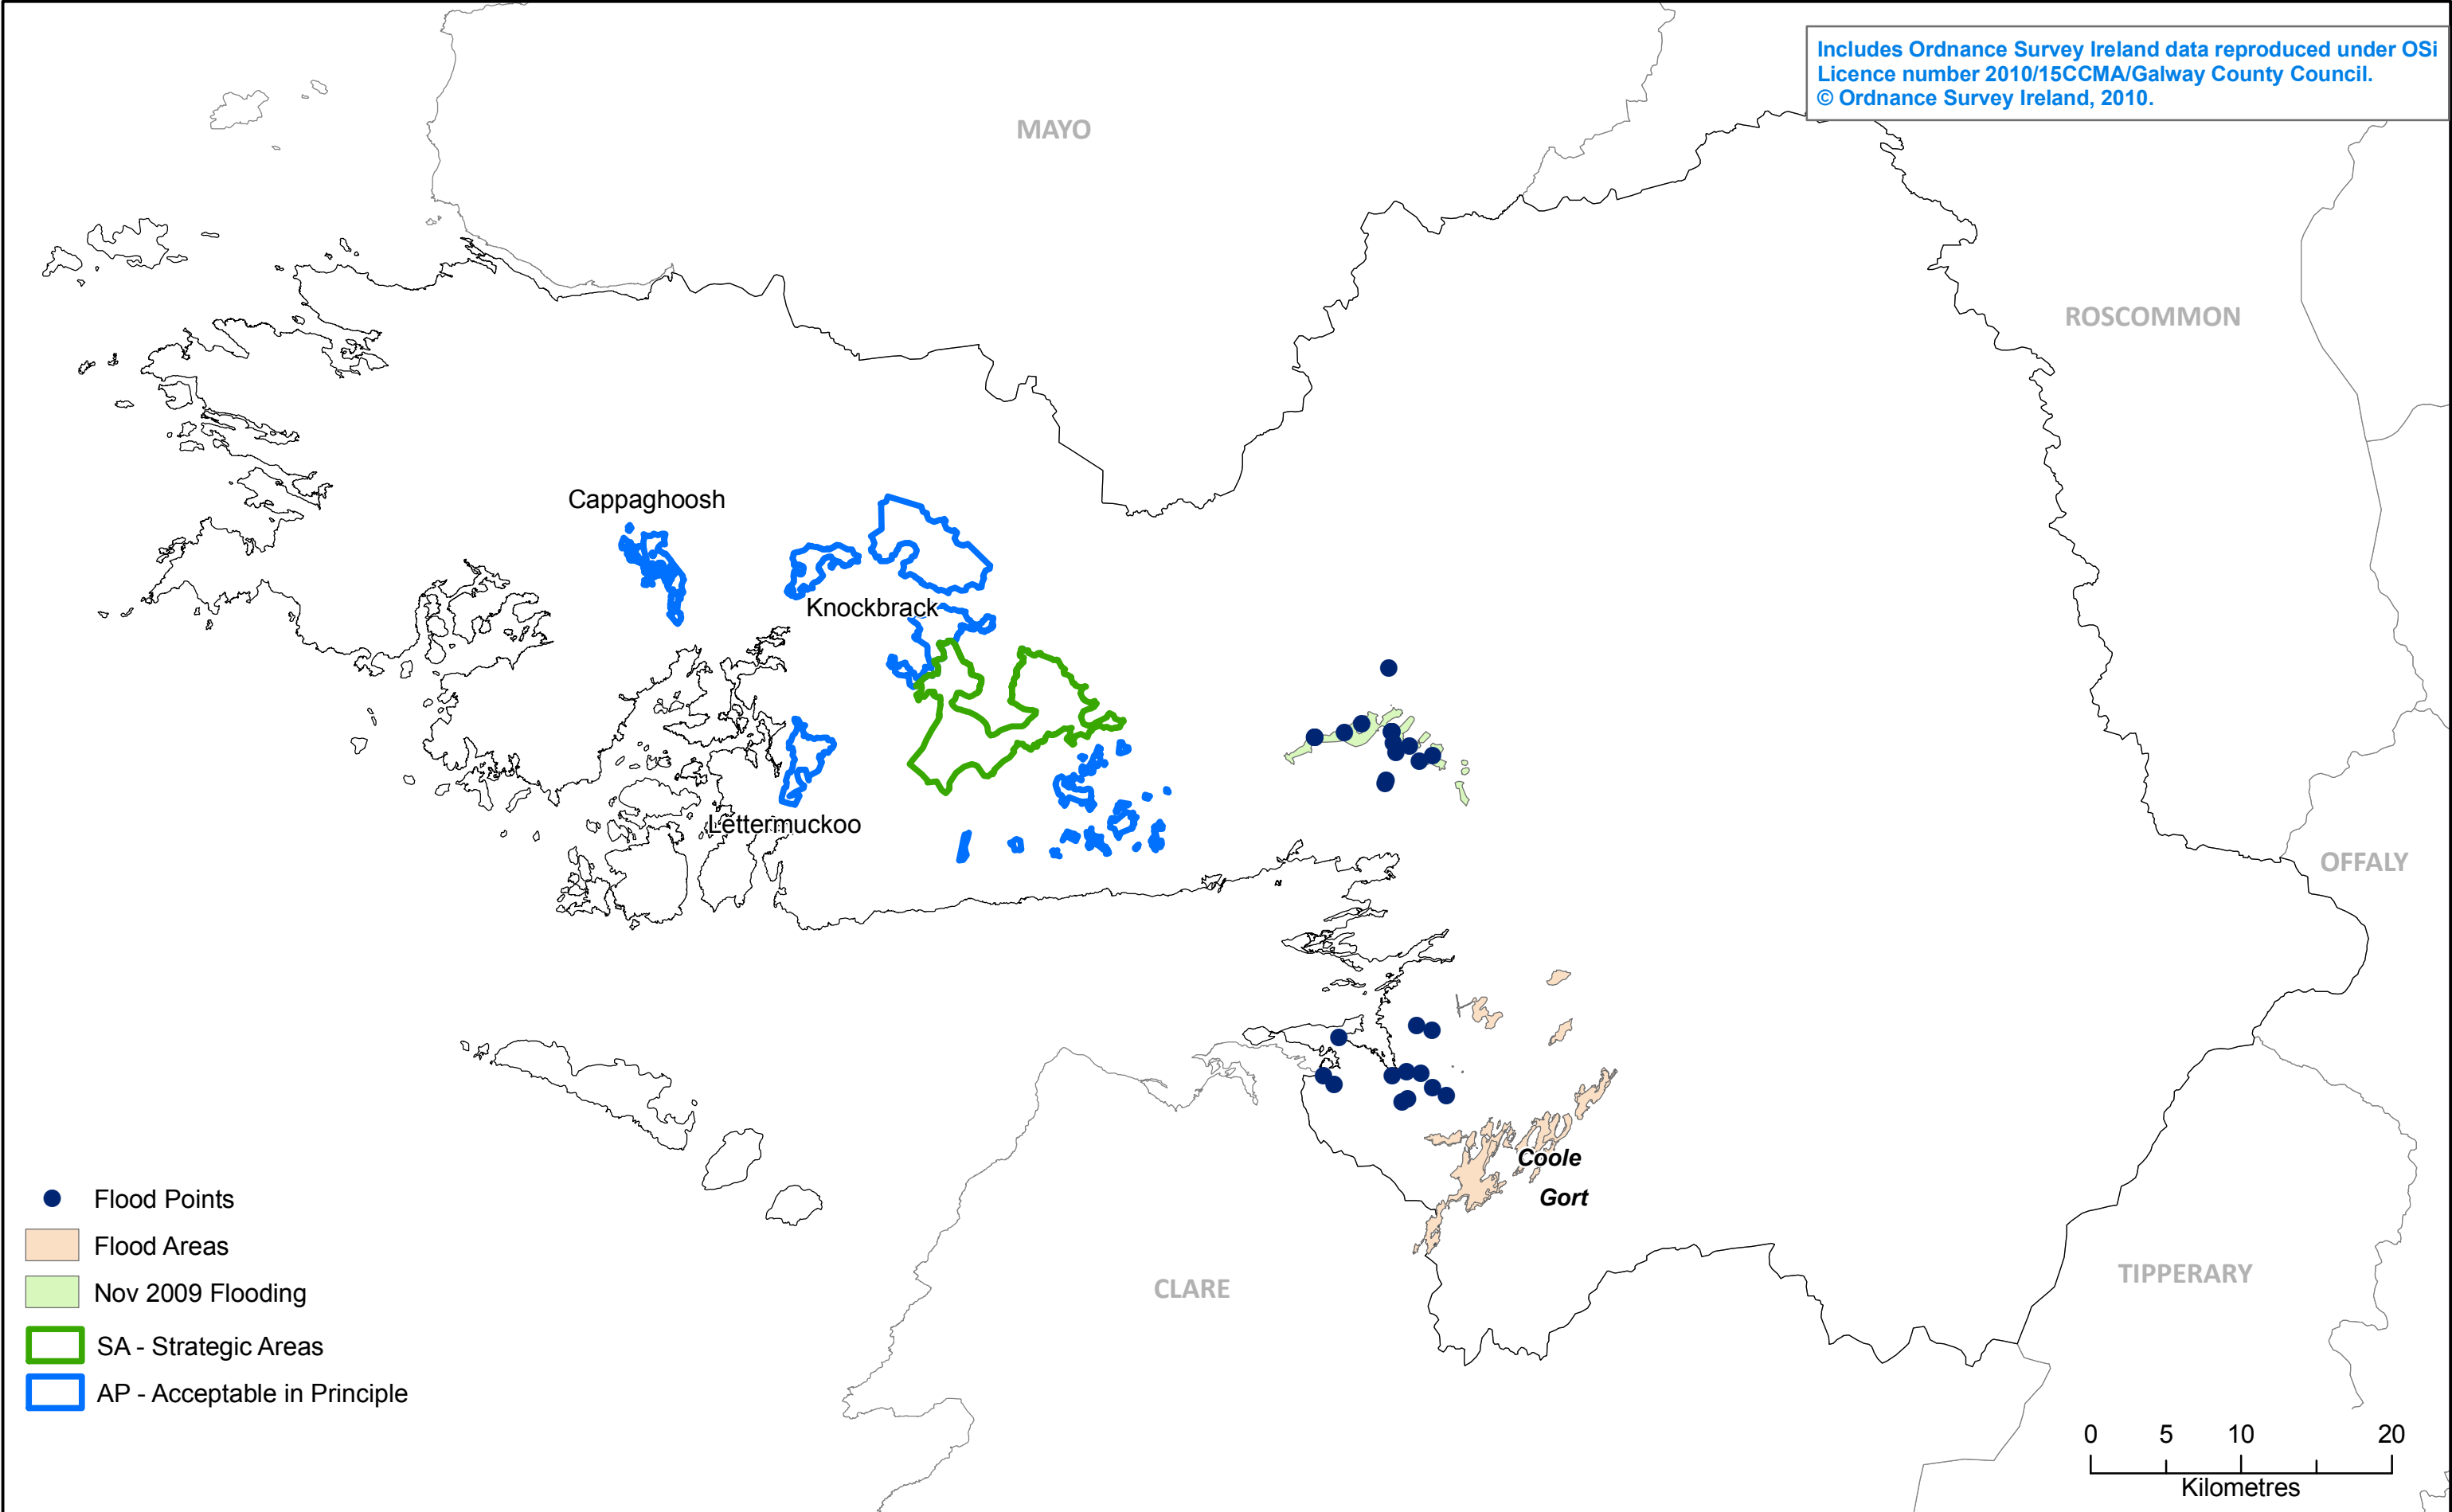 Includes Ordnance Survey Ireland data reproduced under OSi
Licence number 2010/15CCMA/Galway County Council.
© Ordnance Survey Ireland, 2010.
MAYO
ROSCOMMON
Cappaghoosh
Knockbrack
Lettermuckoo
OFFALY
Coole
Gort
CLARE
TIPPERARY
Flood Points
Flood Areas
Nov 2009 Flooding
SA - Strategic Areas
AP - Acceptable in Principle
0 5 10 20
Kilometres